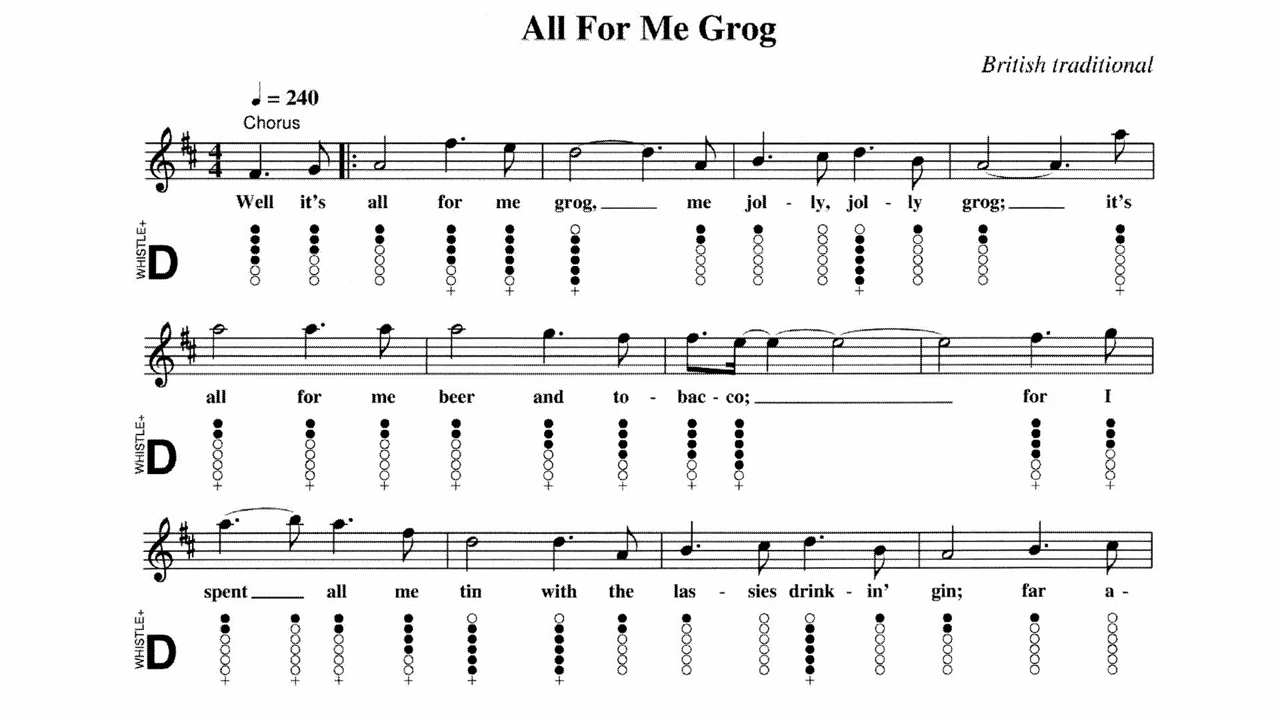 All For Me Grog
British traditional
♩ = 240
Chorus
4
4
Well it's all for me grog, me jol - ly, jol - ly grog; it's
WHISTLE+
D
all for me beer and to - bac - co; for I
WHISTLE+
D
spent all me tin with the las - sies drink - in' gin; far a -
WHISTLE+
D